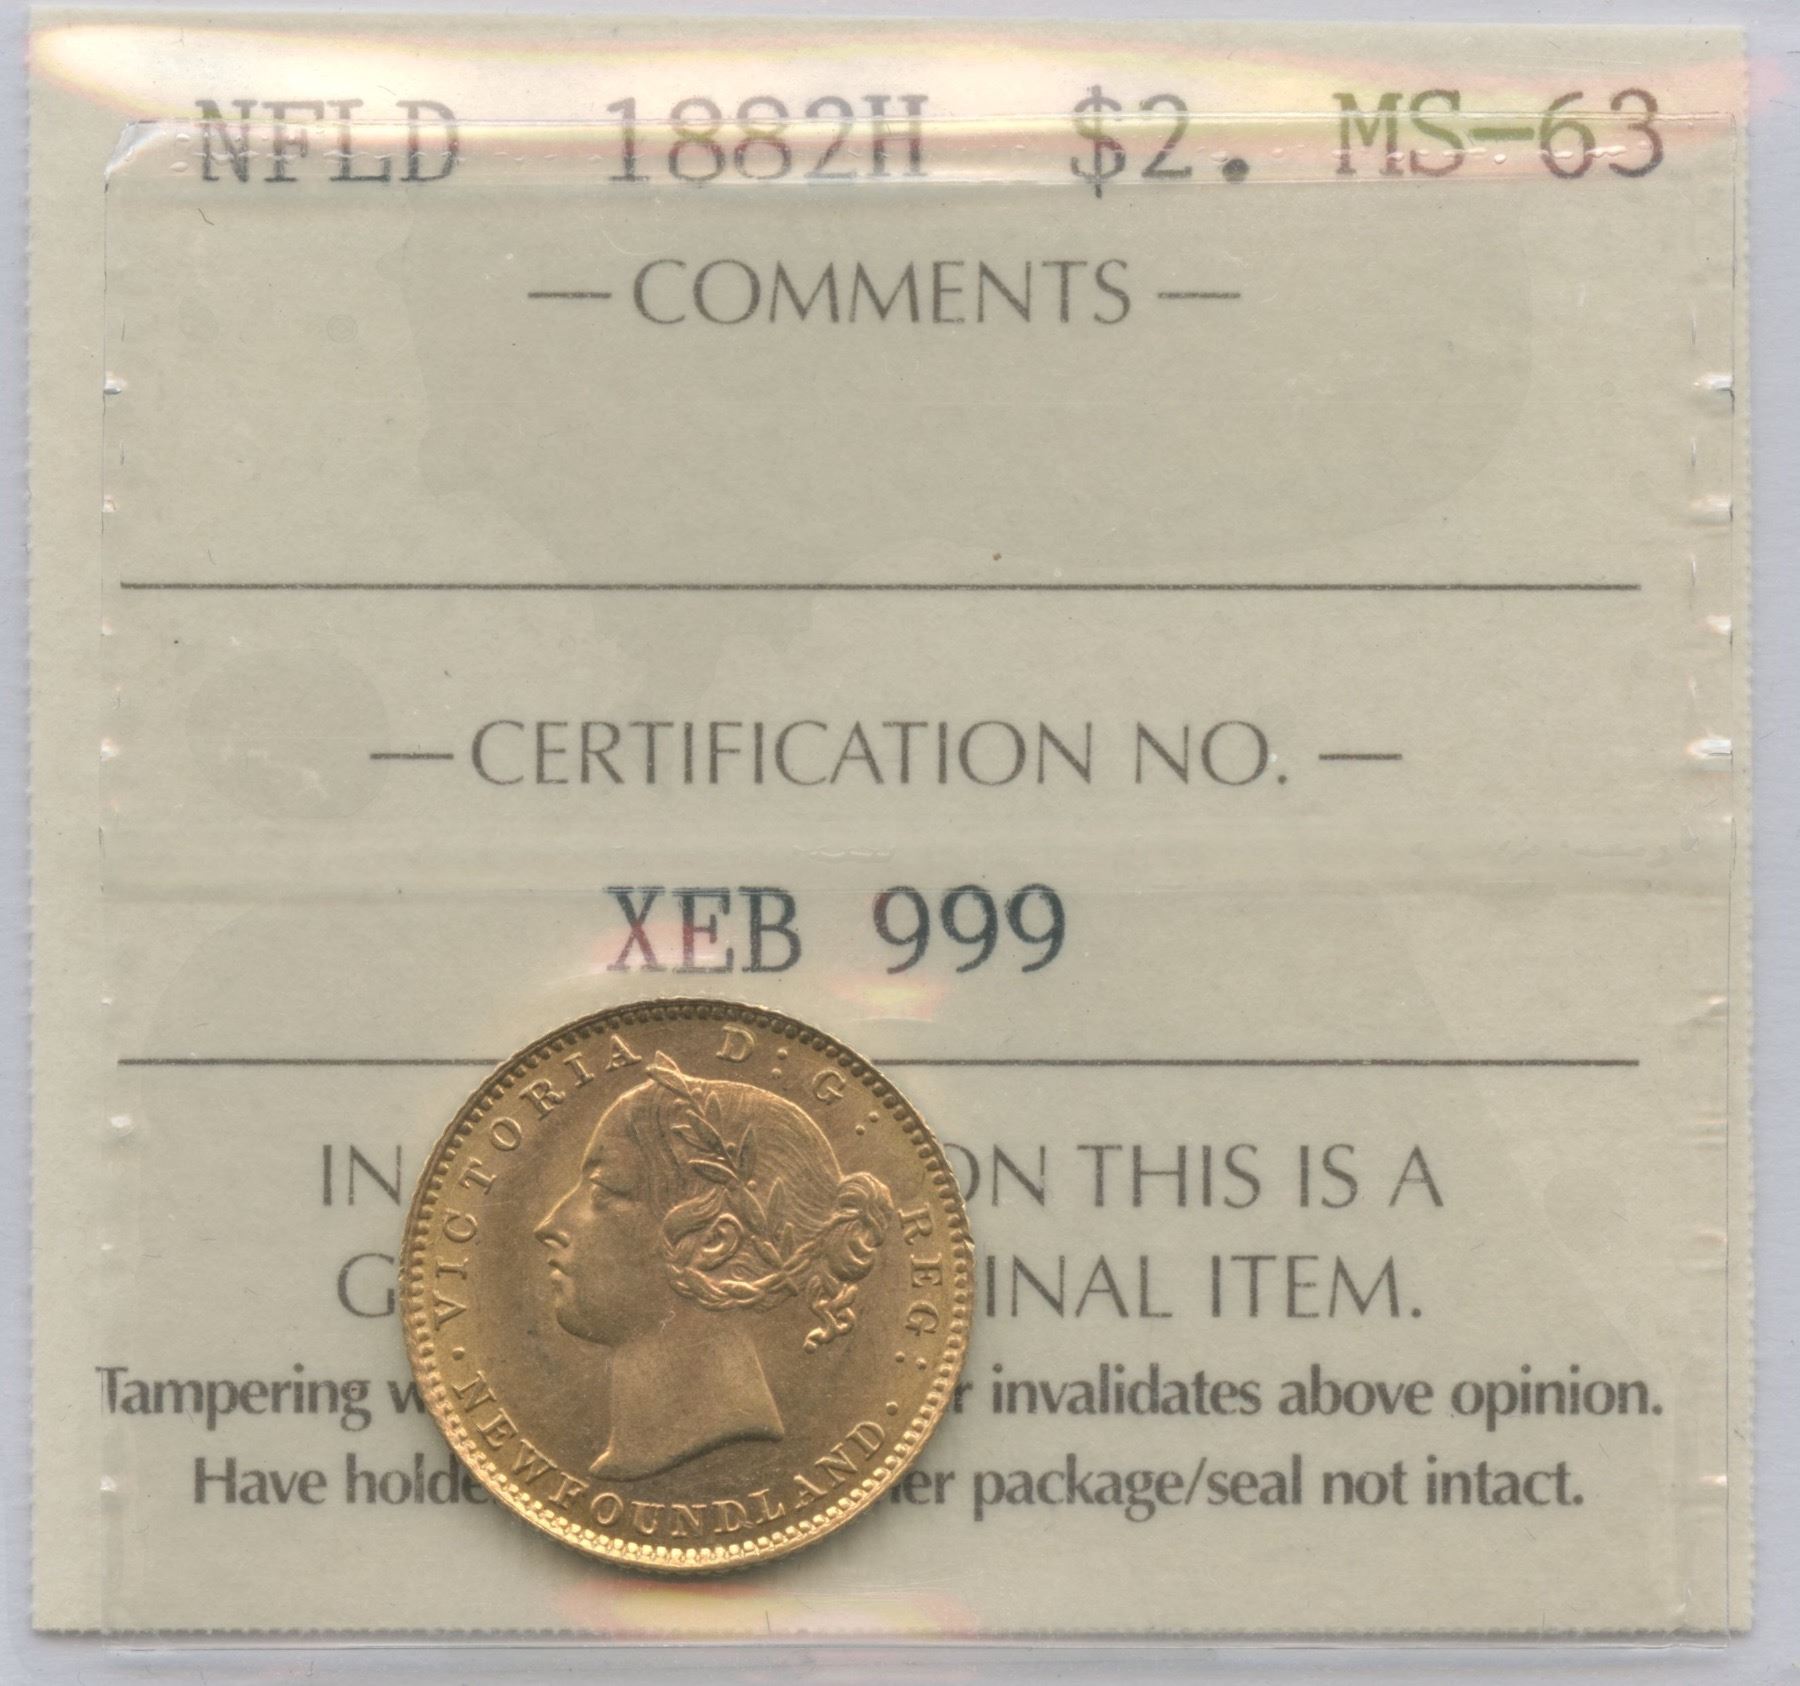 NFLD 1882H $2. MS-63
— COMMENTS —
— CERTIFICATION NO. —
XEB 999
VICTORIA D: G: REG:
· NEWFOUNDLAND.
IN ON THIS IS A
G INAL ITEM.
Tampering w r invalidates above opinion.
Have holde er package/seal not intact.